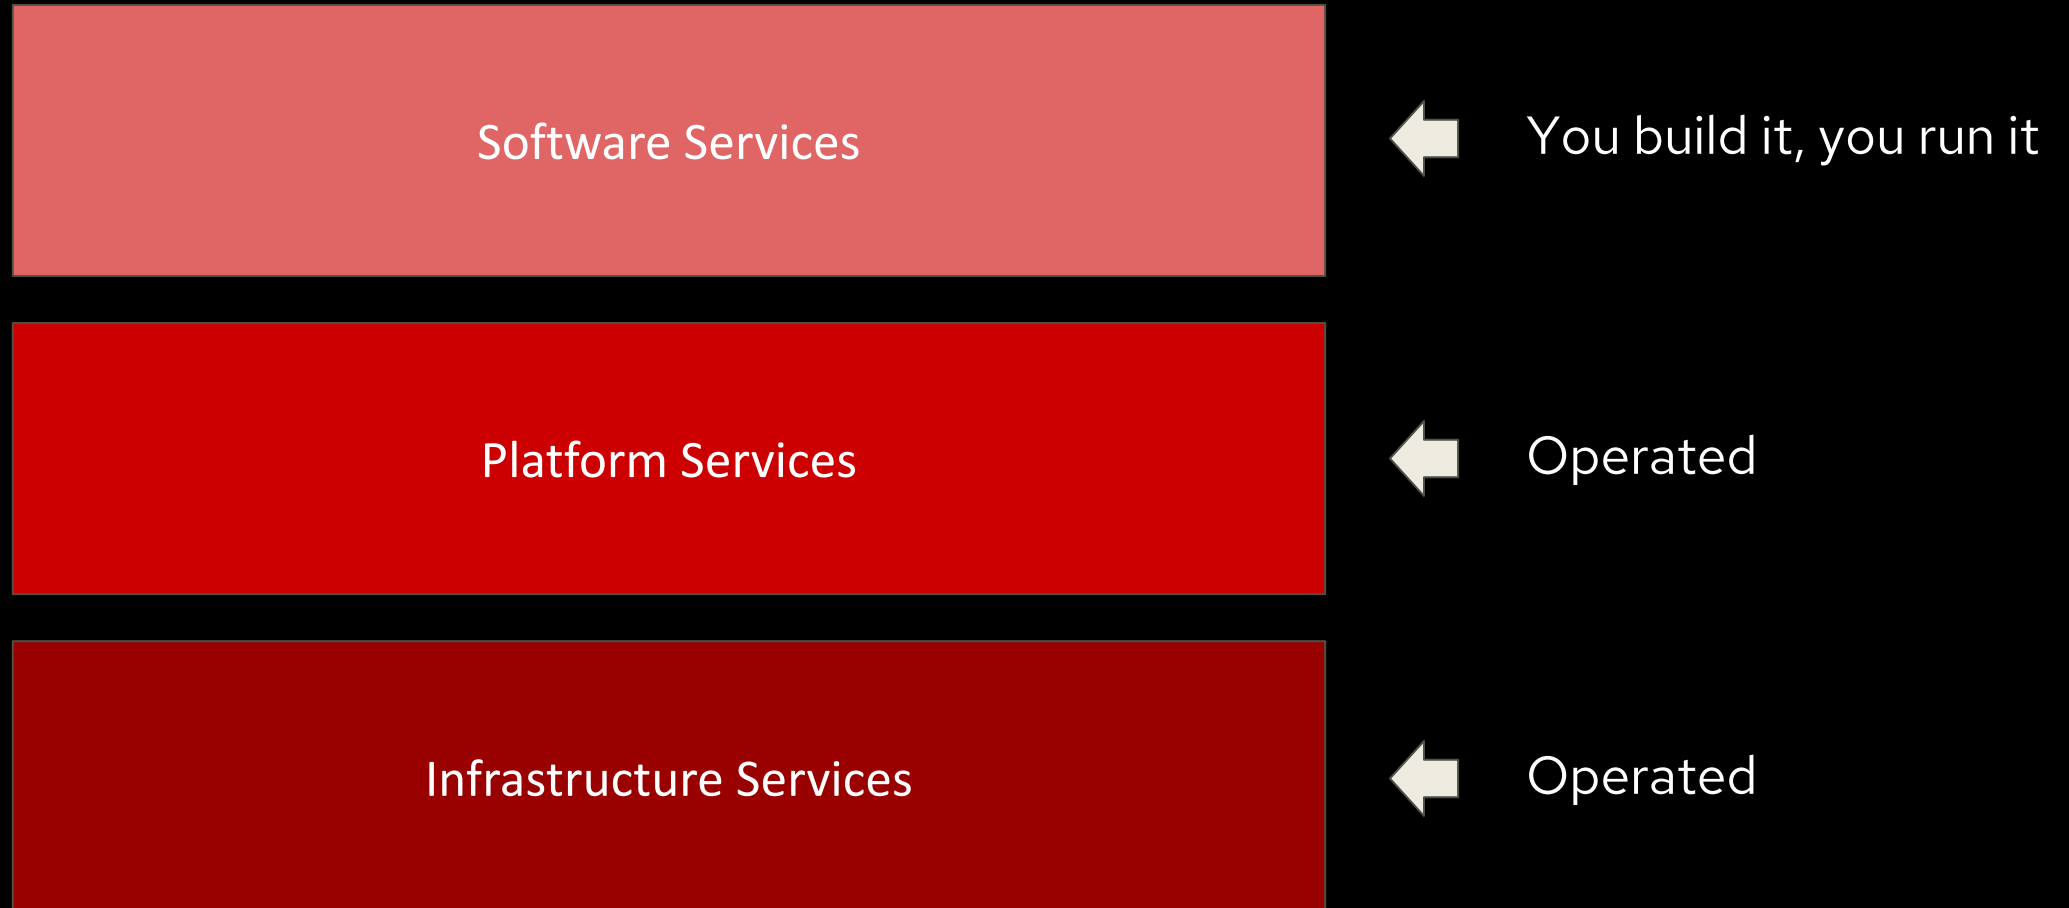 Software Services
You build it, you run it
Platform Services
Operated
Infrastructure Services
Operated